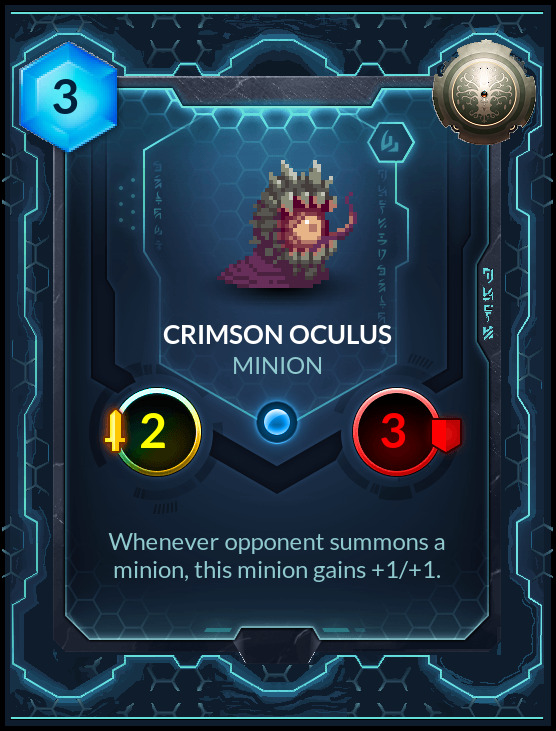 3
CRIMSON OCULUS
MINION
2
3
Whenever opponent summons a
minion, this minion gains +1/+1.